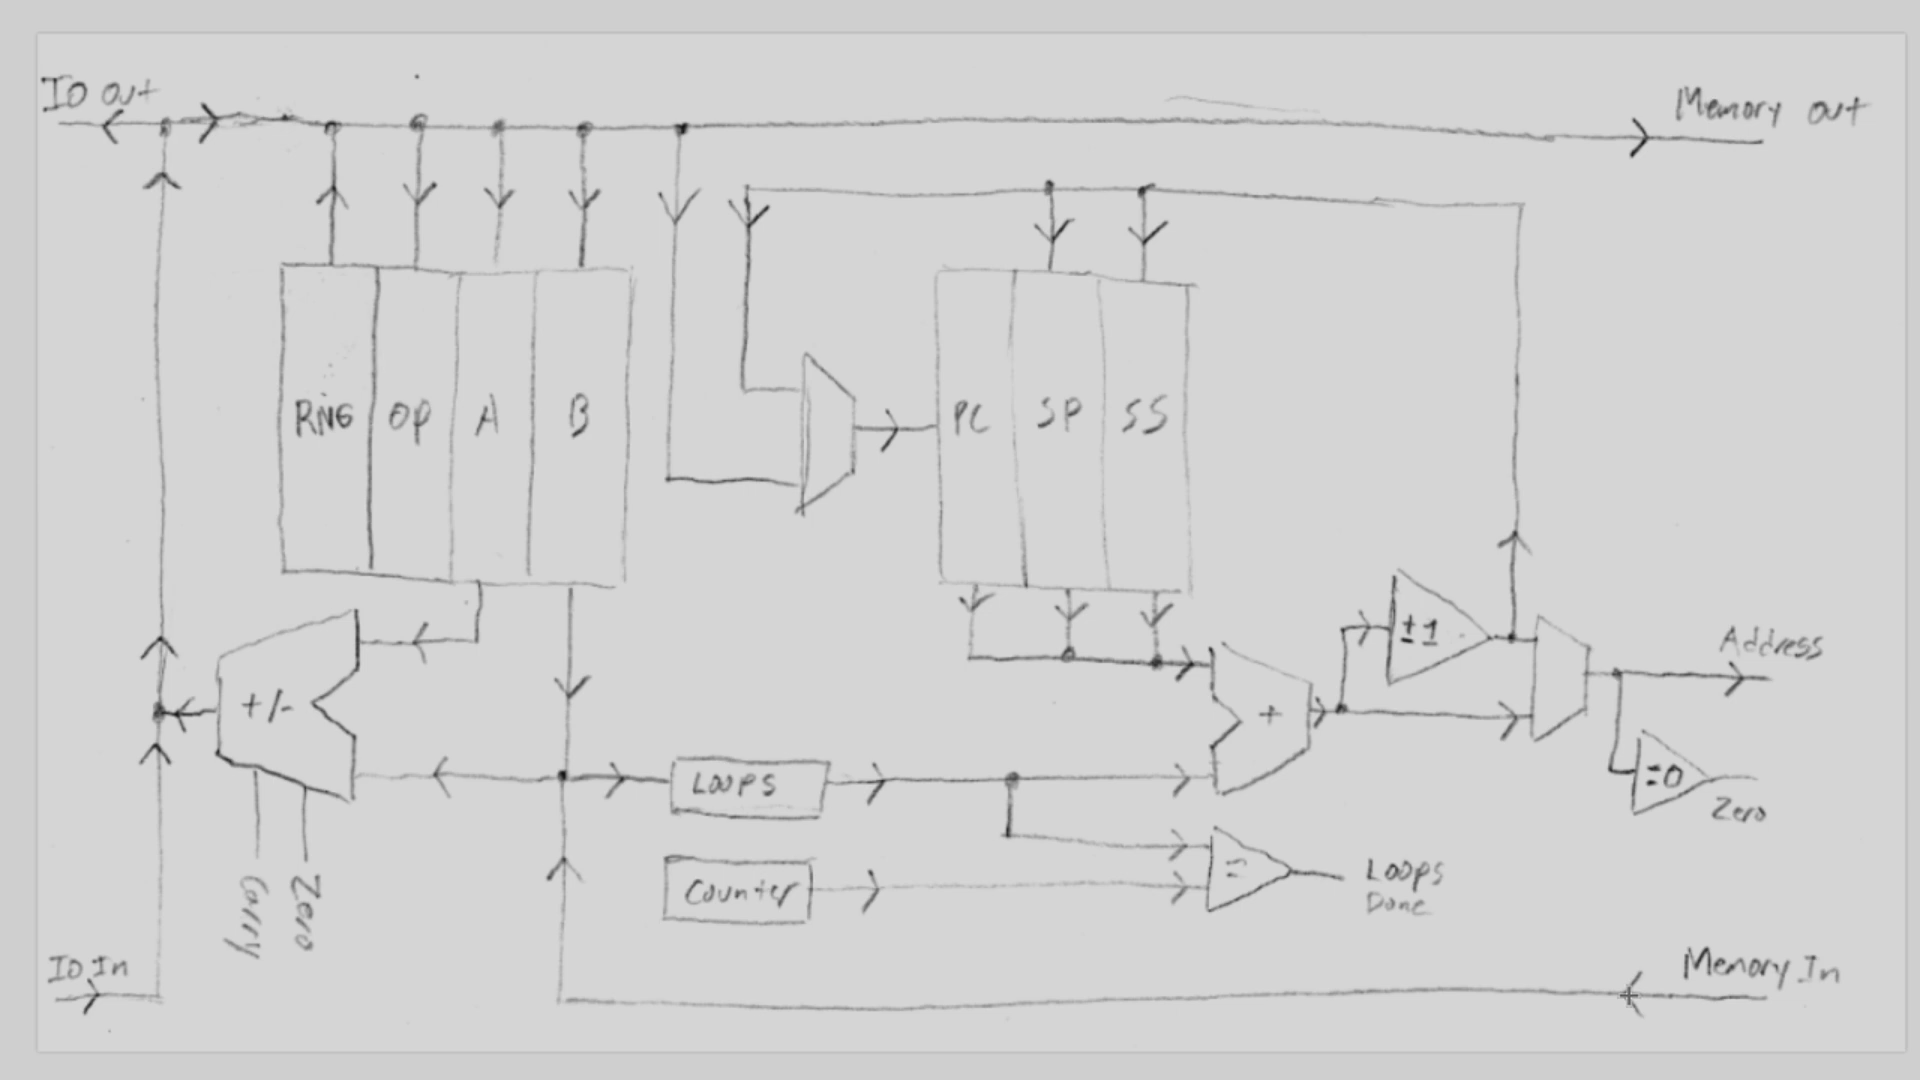 IO out
Memory out
RNG
OP
A
B
PC
SP
SS
+/-
+
±1
Address
=0
Zero
LOOPS
Counter
=
Loops
Done
Carry
Zero
IO In
Memory In